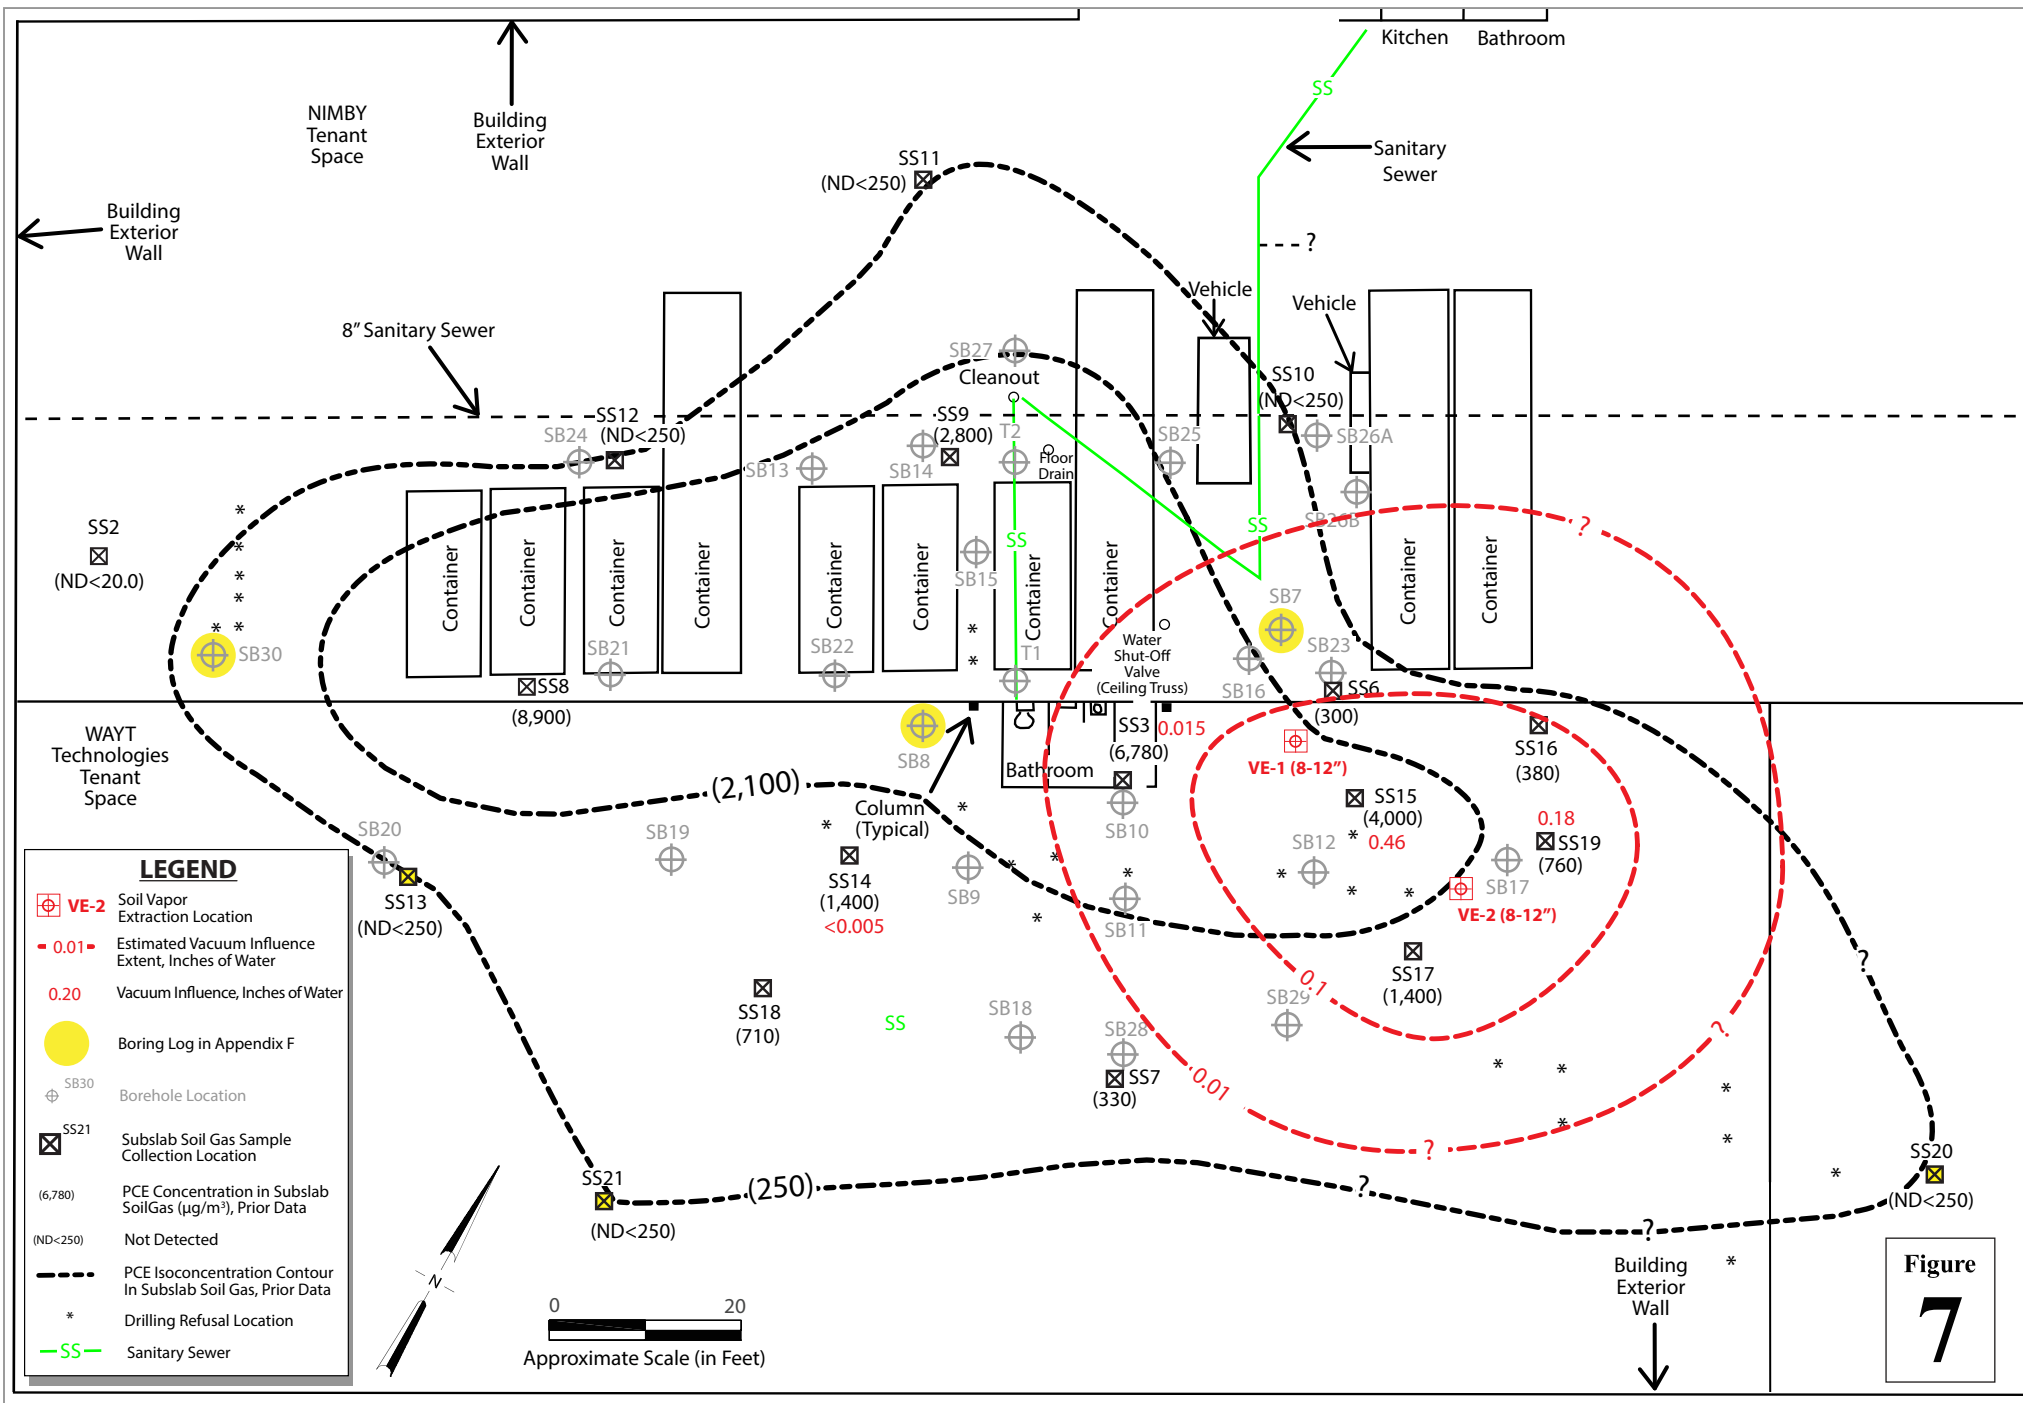 Kitchen
Bathroom
SS
NIMBY
Tenant
Space
Building
Exterior
Wall
Sanitary
Sewer
SS11
(ND<250)
Building
Exterior
Wall
?
Vehicle
Vehicle
8” Sanitary Sewer
SB27
Cleanout
SS10
(ND<250)
SS12
(ND<250)
SB24
SS9
(2,800)
T2
SB25
SB26A
SB13
SB14
Floor
Drain
SS2
(ND<20.0)
*
*
*
*
*
*
SB30
Container
Container
Container
Container
Container
Container
Container
Container
Container
Container
SB15
SS
SS
SB26B
?
*
*
SB7
Water
Shut-Off
Valve
(Ceiling Truss)
T1
SB21
SB22
SB16
SB23
SS8
(8,900)
SS6
(300)
WAYT
Technologies
Tenant
Space
SB8
SS3
(6,780)
0.015
Bathroom
VE-1 (8-12”)
SS16
(380)
(2,100)
Column
(Typical)
*
*
SS15
(4,000)
*
0.46
0.18
SS19
(760)
SB20
SB19
SB10
SB12
SB17
SS13
(ND<250)
SS14
(1,400)
<0.005
SB9
*
*
*
*
*
*
*
SB11
VE-2 (8-12”)
SS17
(1,400)
?
0.1
SS18
(710)
SS
SB18
SB29
SB28
SS7
(330)
0.01
?
*
*
*
*
*
*
?
SS20
(ND<250)
SS21
(ND<250)
(250)
?
?
*
LEGEND
VE-2
Soil Vapor
Extraction Location
0.01
Estimated Vacuum Influence
Extent, Inches of Water
0.20
Vacuum Influence, Inches of Water
Boring Log in Appendix F
SB30
Borehole Location
SS21
Subslab Soil Gas Sample
Collection Location
(6,780)
PCE Concentration in Subslab
SoilGas (µg/m³), Prior Data
(ND<250)
Not Detected
PCE Isoconcentration Contour
In Subslab Soil Gas, Prior Data
*
Drilling Refusal Location
SS
Sanitary Sewer
N
0 20
Approximate Scale (in Feet)
Building
Exterior
Wall
Figure
7